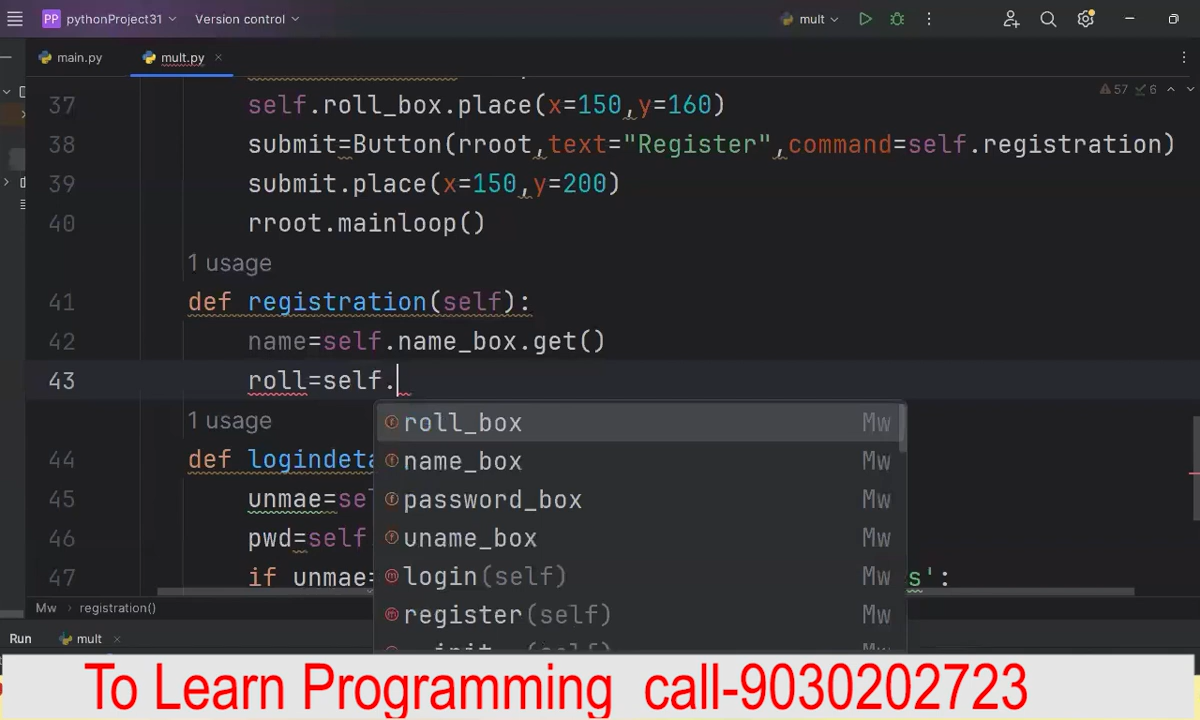 PP pythonProject31 Version control mult
main.py mult.py
57 6
37 self.roll_box.place(x=150,y=160)
38 submit=Button(rroot,text="Register",command=self.registration)
39 submit.place(x=150,y=200)
40 rroot.mainloop()
1 usage
41 def registration(self):
42 name=self.name_box.get()
43 roll=self.
1 usage
roll_box Mw
name_box Mw
password_box Mw
uname_box Mw
login(self) Mw
register(self) Mw
44 def logindeta
45 unmae=se
46 pwd=self
47 if unmae= s':
Mw registration()
Run mult
To Learn Programming call-9030202723